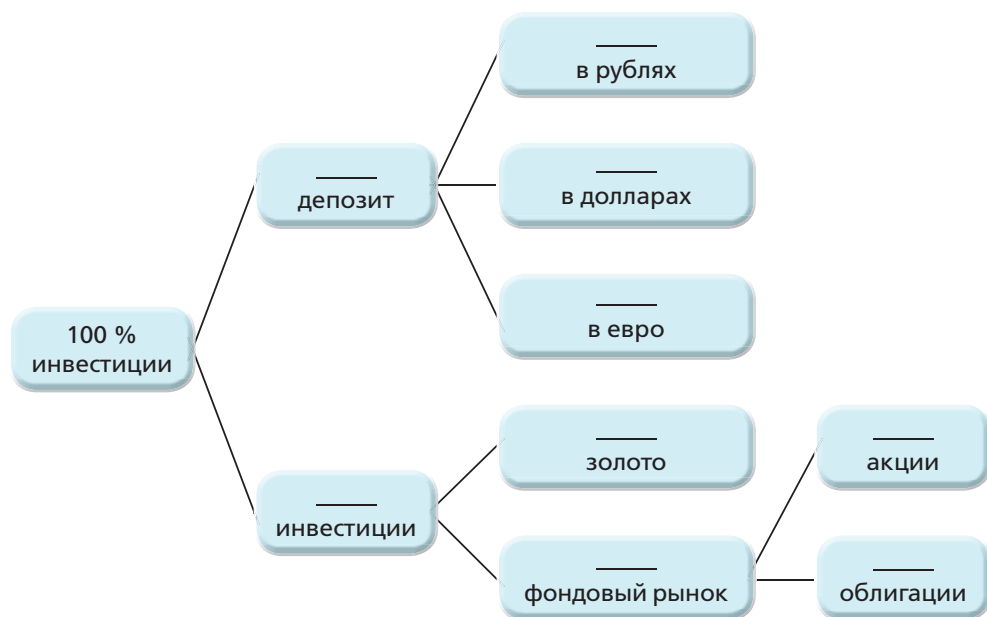 в рублях
депозит
в долларах
в евро
100 %
инвестиции
золото
акции
инвестиции
фондовый рынок
облигации